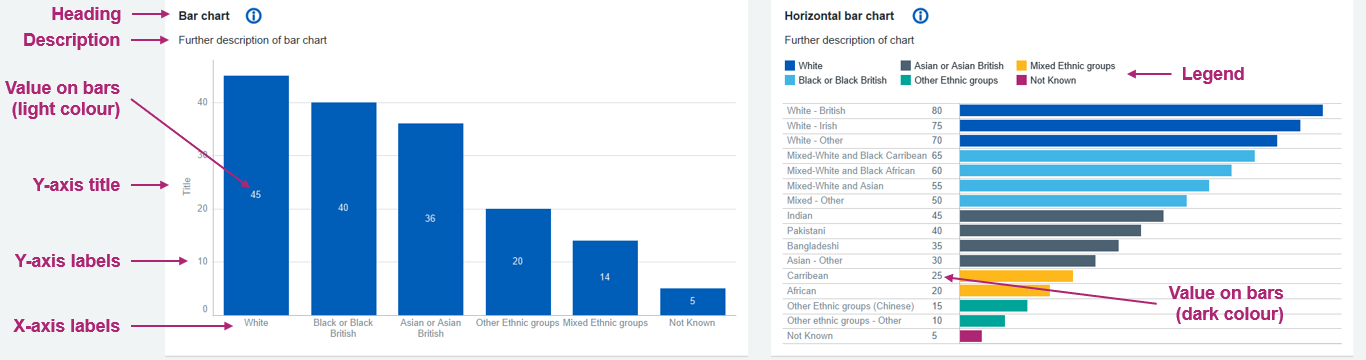 Heading
Bar chart
Description
Further description of bar chart
Value on bars
(light colour)
Y-axis title
Y-axis labels
X-axis labels
Title
40
30
20
10
0
45
40
36
20
14
5
White
Black or Black
British
Asian or Asian
British
Other Ethnic groups
Mixed Ethnic groups
Not Known
Horizontal bar chart
Further description of chart
White
Asian or Asian British
Mixed Ethnic groups
Black or Black British
Other Ethnic groups
Not Known
Legend
White - British 80
White - Irish 75
White - Other 70
Mixed-White and Black Carribean 65
Mixed-White and Black African 60
Mixed-White and Asian 55
Mixed - Other 50
Indian 45
Pakistani 40
Bangladeshi 35
Asian - Other 30
Carribean 25
African 20
Other Ethnic groups (Chinese) 15
Other ethnic groups - Other 10
Not Known 5
Value on bars
(dark colour)